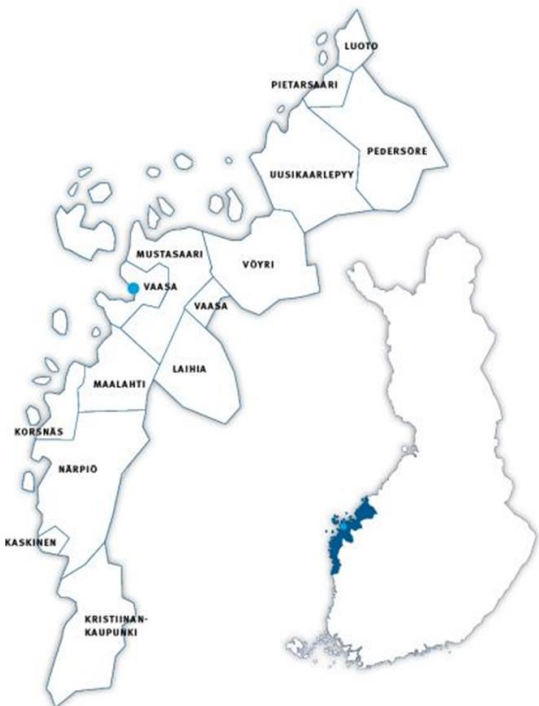 LUOTO
PIETARSAARI
PEDERSÖRE
UUSIKAARLEPYY
MUSTASAARI
VÖYRI
VAASA
VAASA
LAIHIA
MAALAHTI
KORSNÄS
NÄRPIÖ
KASKINEN
KRISTIINAN-
KAUPUNKI